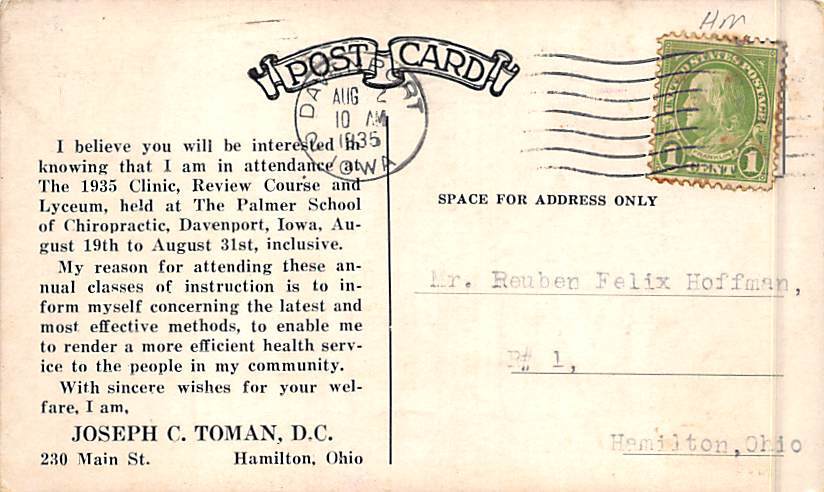 HM
POST CARD
DAVENPORT
AUG 2
10 AM
1935
IOWA
UNITED STATES POSTAGE
FRANKLIN
1 CENT 1
I believe you will be interested in
knowing that I am in attendance at
The 1935 Clinic, Review Course and
Lyceum, held at The Palmer School
of Chiropractic, Davenport, Iowa, Au-
gust 19th to August 31st, inclusive.
My reason for attending these an-
nual classes of instruction is to in-
form myself concerning the latest and
most effective methods, to enable me
to render a more efficient health serv-
ice to the people in my community.
With sincere wishes for your wel-
fare, I am,
JOSEPH C. TOMAN, D.C.
230 Main St. Hamilton, Ohio
SPACE FOR ADDRESS ONLY
Mr. Reuben Felix Hoffman,
R# 1,
Hamilton, Ohio